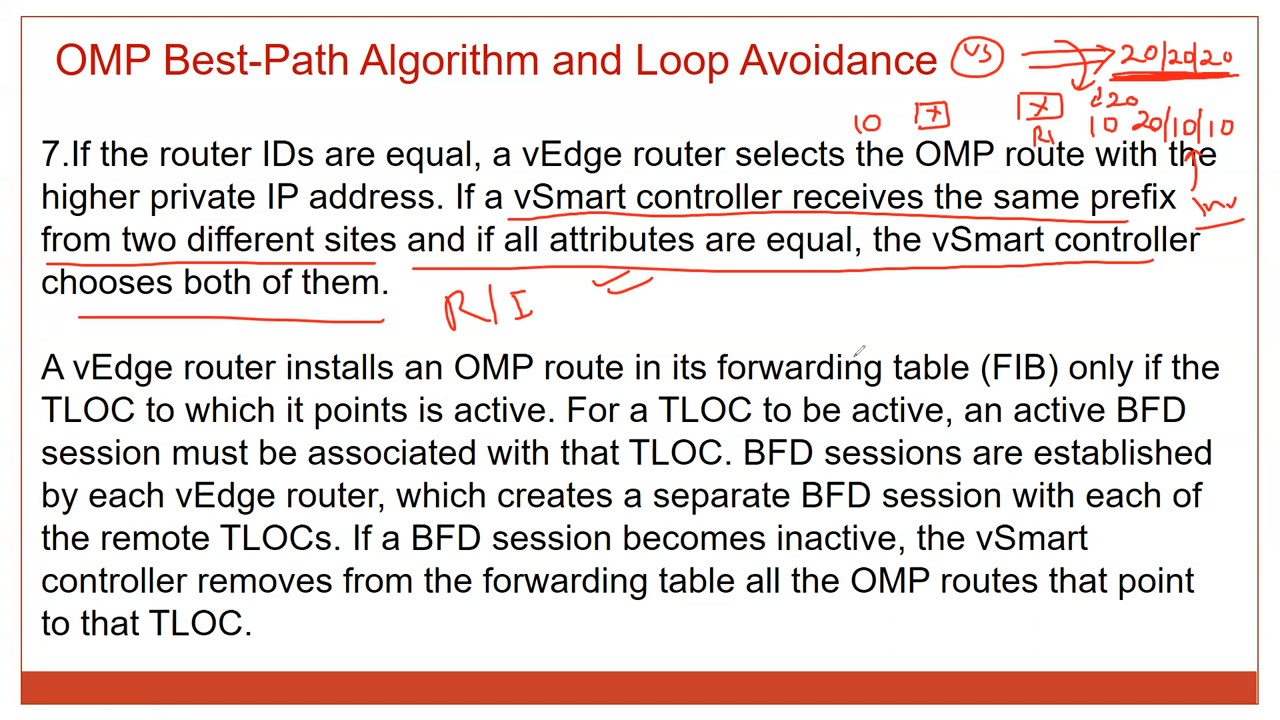 OMP Best-Path Algorithm and Loop Avoidance VS 20/20/20
20
10 X X 10 20/10/10
R1
7.If the router IDs are equal, a vEdge router selects the OMP route with the
higher private IP address. If a vSmart controller receives the same prefix Inv
from two different sites and if all attributes are equal, the vSmart controller
chooses both of them. R/I
A vEdge router installs an OMP route in its forwarding table (FIB) only if the
TLOC to which it points is active. For a TLOC to be active, an active BFD
session must be associated with that TLOC. BFD sessions are established
by each vEdge router, which creates a separate BFD session with each of
the remote TLOCs. If a BFD session becomes inactive, the vSmart
controller removes from the forwarding table all the OMP routes that point
to that TLOC.